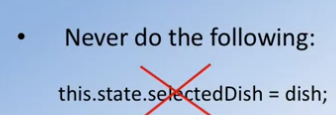 • Never do the following:
this.state.selectedDish = dish;